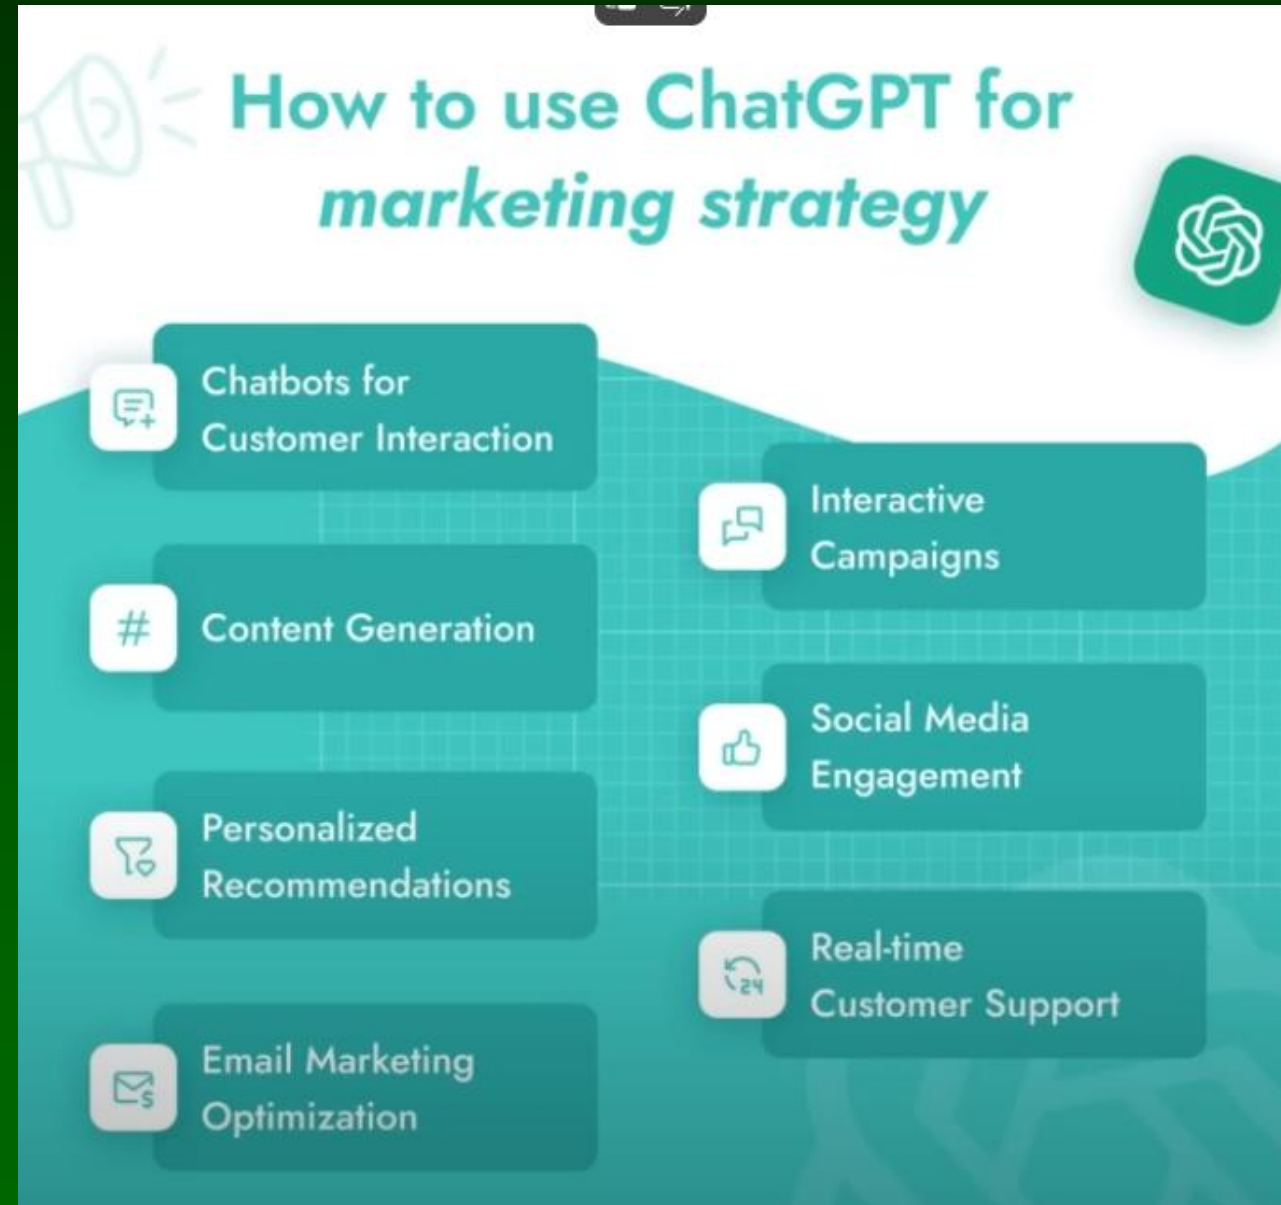 How to use ChatGPT for
marketing strategy
Chatbots for
Customer Interaction
#
Content Generation
Personalized
Recommendations
$
Email Marketing
Optimization
Interactive
Campaigns
Social Media
Engagement
24
Real-time
Customer Support